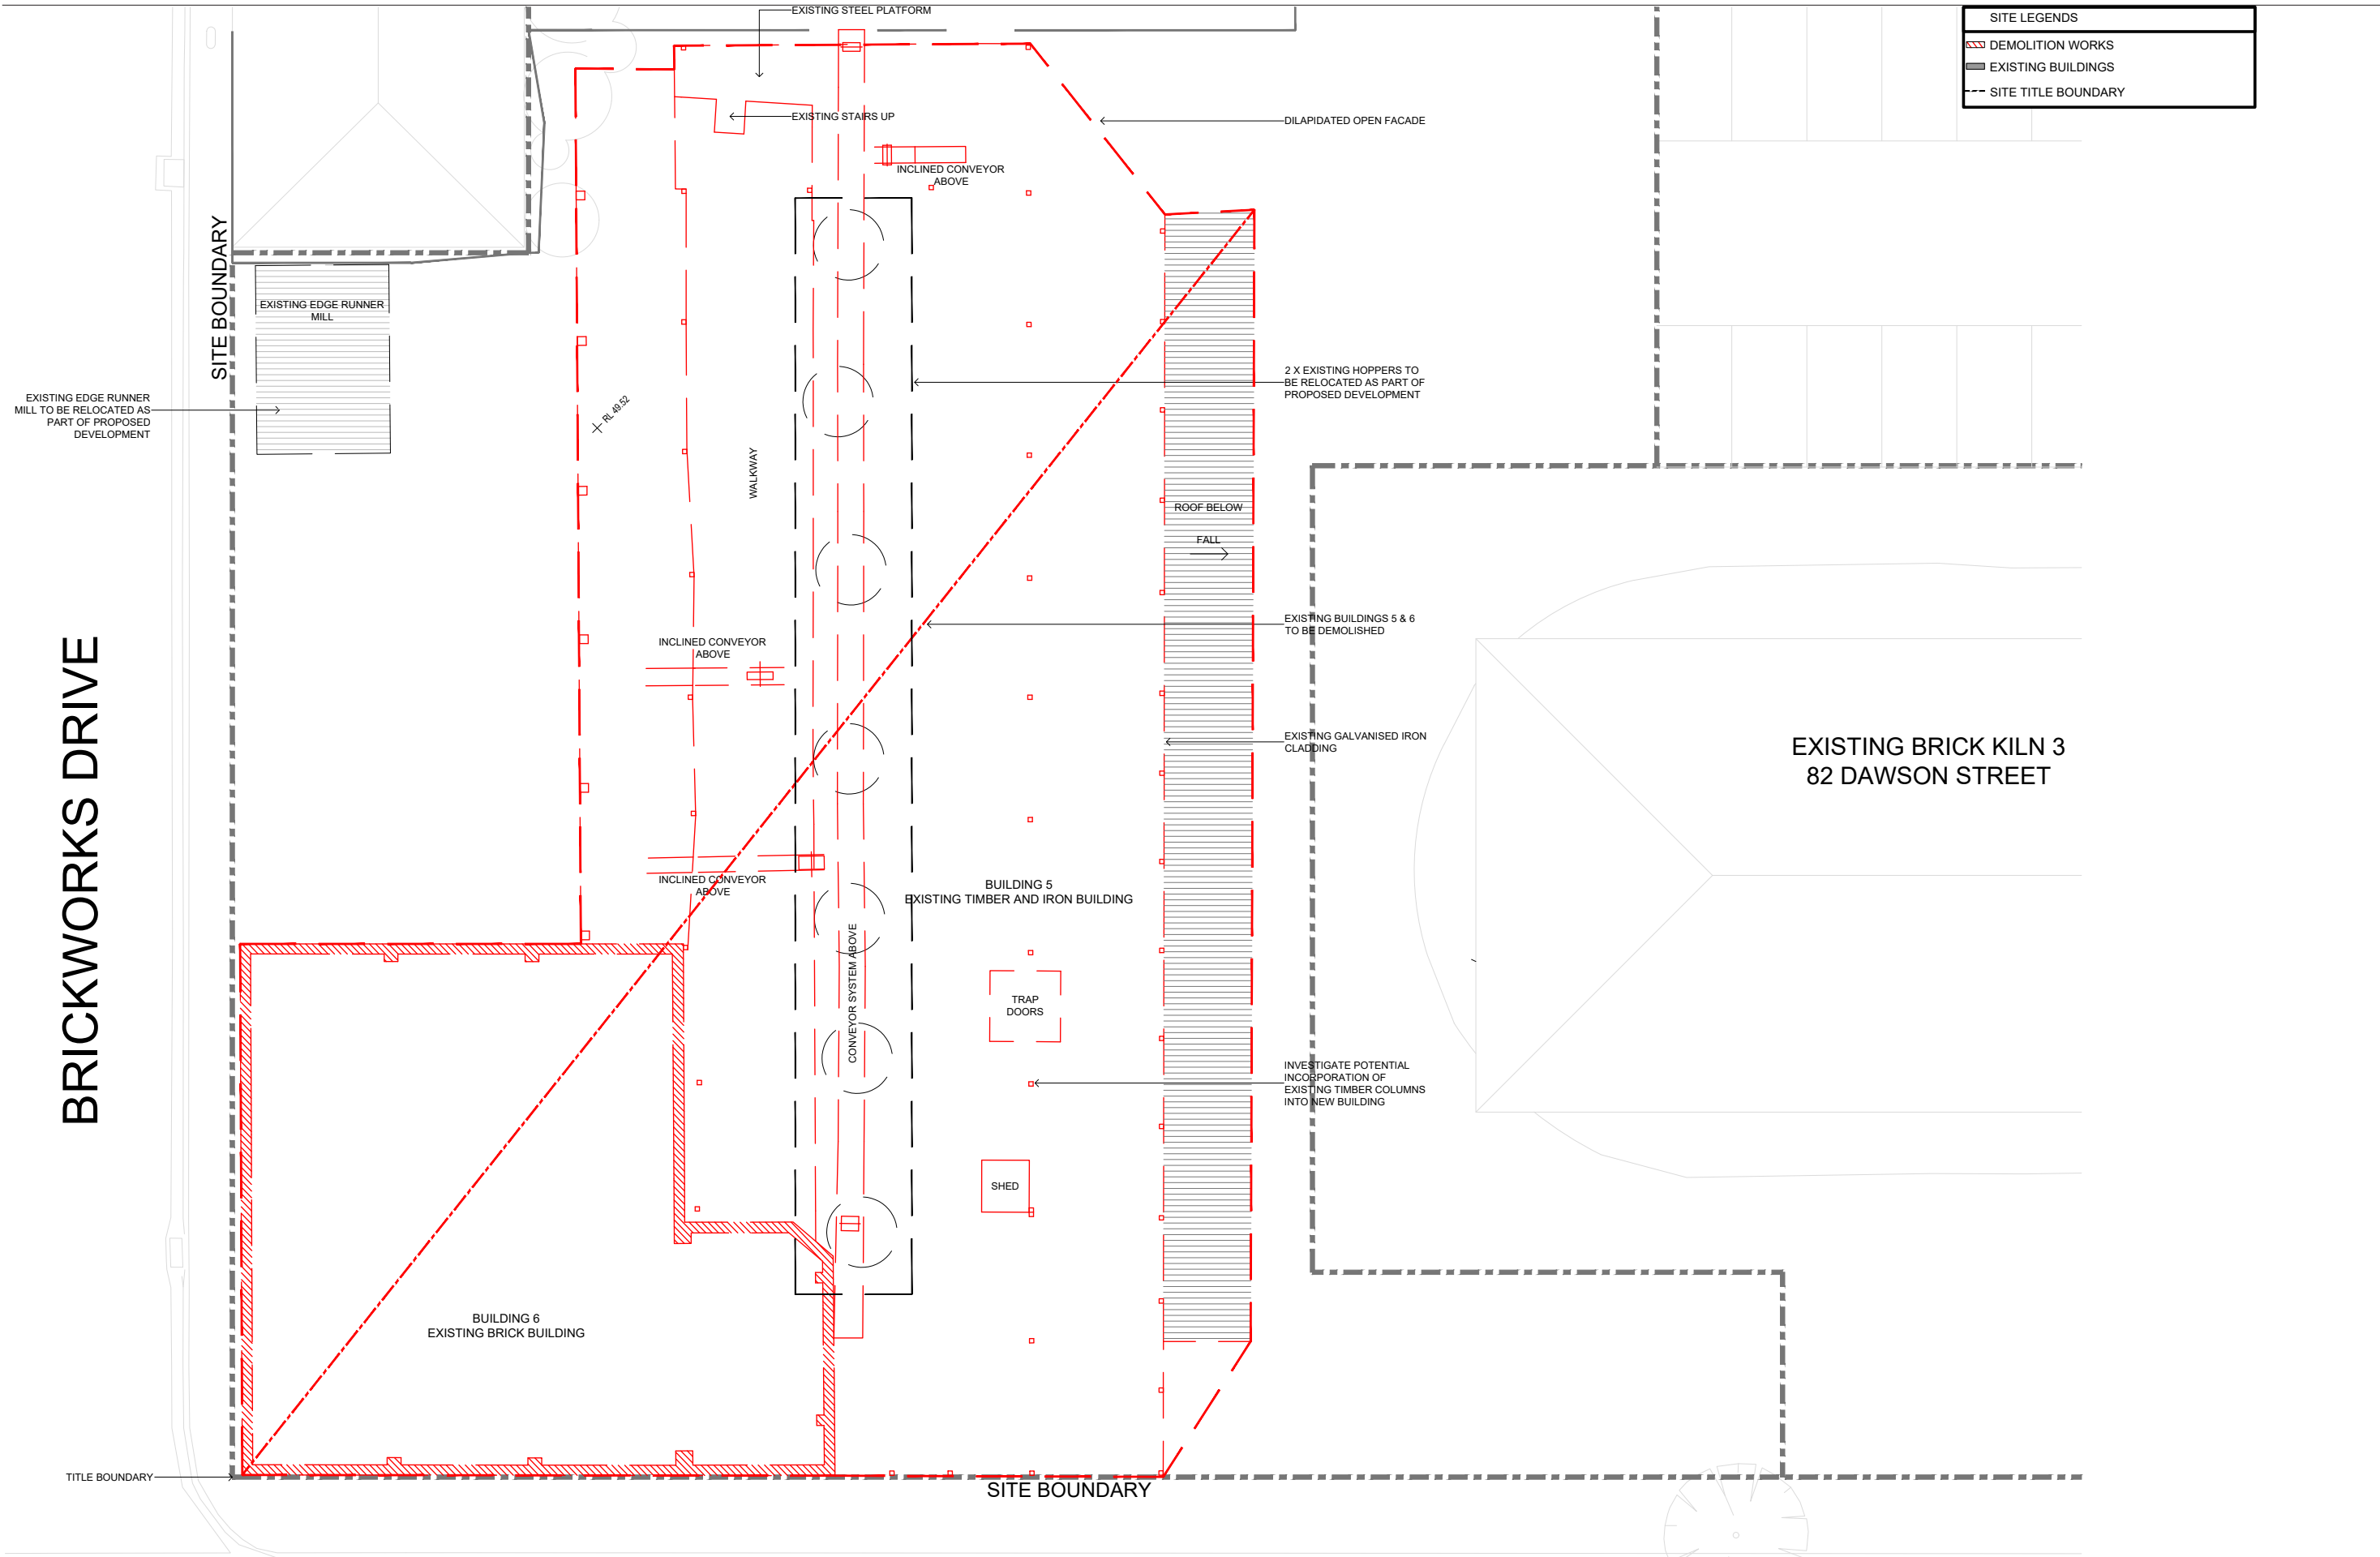 EXISTING STEEL PLATFORM
SITE LEGENDS
DEMOLITION WORKS
EXISTING BUILDINGS
SITE TITLE BOUNDARY
EXISTING STAIRS UP
DILAPIDATED OPEN FACADE
INCLINED CONVEYOR
ABOVE
SITE BOUNDARY
EXISTING EDGE RUNNER
MILL
EXISTING EDGE RUNNER
MILL TO BE RELOCATED AS
PART OF PROPOSED
DEVELOPMENT
RL 49.52
WALKWAY
2 X EXISTING HOPPERS TO
BE RELOCATED AS PART OF
PROPOSED DEVELOPMENT
ROOF BELOW
FALL
EXISTING BUILDINGS 5 & 6
TO BE DEMOLISHED
INCLINED CONVEYOR
ABOVE
BRICKWORKS DRIVE
EXISTING GALVANISED IRON
CLADDING
EXISTING BRICK KILN 3
82 DAWSON STREET
INCLINED CONVEYOR
ABOVE
BUILDING 5
EXISTING TIMBER AND IRON BUILDING
CONVEYOR SYSTEM ABOVE
TRAP
DOORS
INVESTIGATE POTENTIAL
INCORPORATION OF
EXISTING TIMBER COLUMNS
INTO NEW BUILDING
SHED
BUILDING 6
EXISTING BRICK BUILDING
TITLE BOUNDARY
SITE BOUNDARY